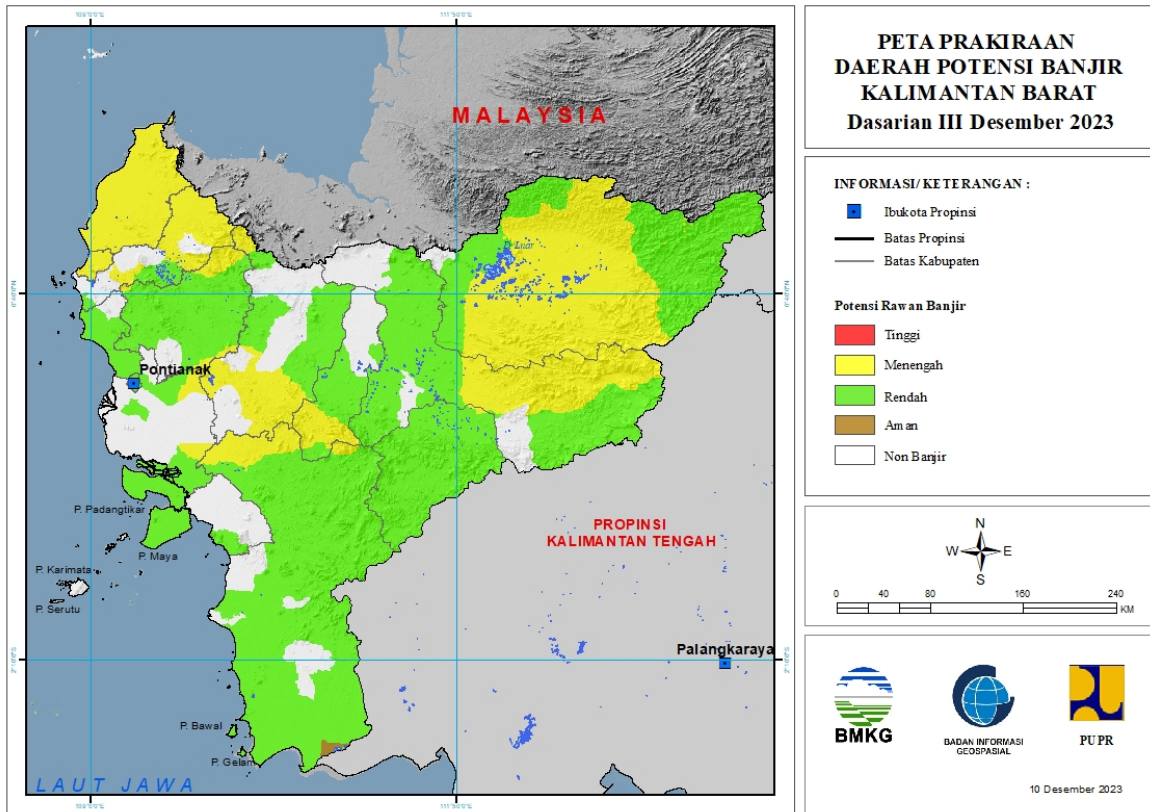 PETA PRAKIRAAN
DAERAH POTENSI BANJIR
KALIMANTAN BARAT
Dasarian III Desember 2023
INFORMASI/ KETERANGAN :
Ibukota Propinsi
Batas Propinsi
Batas Kabupaten
Potensi Rawan Banjir
Tinggi
Menengah
Rendah
Aman
Non Banjir
N
W E
S
0 40 80 160 240
KM
BMKG
BADAN INFORMASI
GEOSPASIAL
PUPR
10 Desember 2023
MALAYSIA
D. Luar
Pontianak
P. Padangtikar
P. Maya
P. Karimata
P. Serutu
PROPINSI
KALIMANTAN TENGAH
Palangkaraya
P. Bawal
P. Gelam
LAUT JAWA